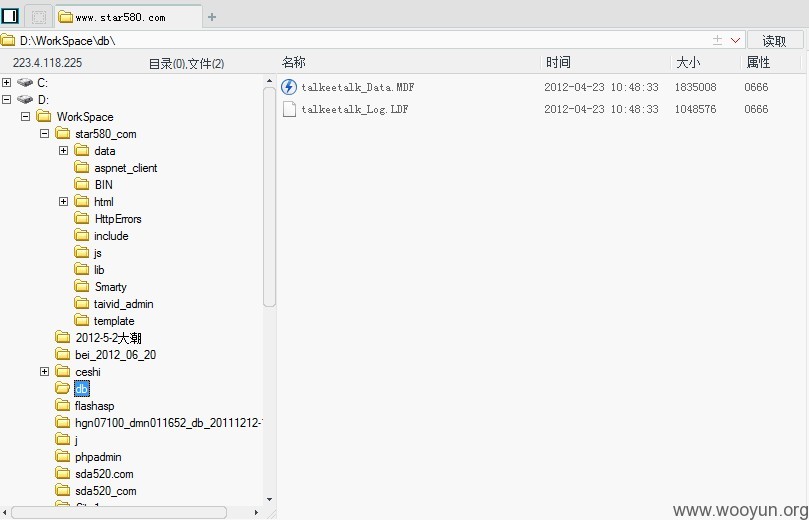 www.star580.com
D:\WorkSpace\db\
读取
223.4.118.225
目录(0),文件(2)
名称
时间
大小
属性
C:
D:
WorkSpace
star580_com
data
aspnet_client
BIN
html
HttpErrors
include
js
lib
Smarty
taivid_admin
template
2012-5-2大潮
bei_2012_06_20
ceshi
db
flashasp
hgn07100_dmn011652_db_20111212-
j
phpadmin
sda520.com
sda520_com
talkeetalk_Data.MDF 2012-04-23 10:48:33 1835008 0666
talkeetalk_Log.LDF 2012-04-23 10:48:33 1048576 0666
www.wooyun.org